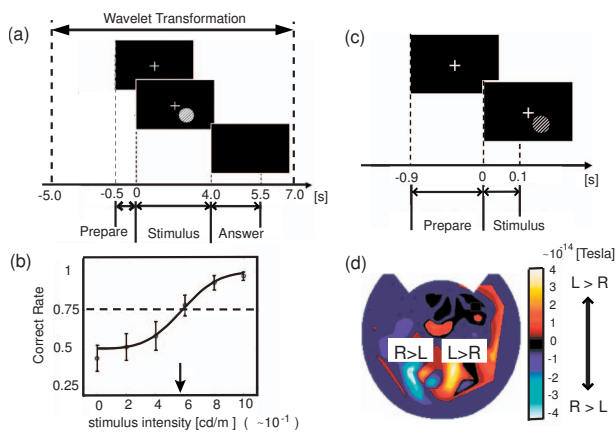 Wavelet Transformation
(a)
-5.0 -0.5 0 4.0 5.5 7.0 [s]
Prepare Stimulus Answer
(b)
Correct Rate
1
0.75
0.5
0.25
0 2 4 6 8 10
stimulus intensity [cd/m ] ( ~10⁻¹)
(c)
-0.9 0 0.1 [s]
Prepare Stimulus
(d)
~10⁻¹⁴ [Tesla]
R>L L>R
4
3
2
1
0
-1
-2
-3
-4
L > R
R > L